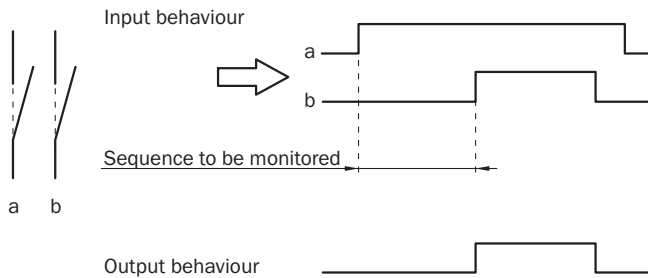 Input behaviour
a
b
Sequence to be monitored
a b
Output behaviour